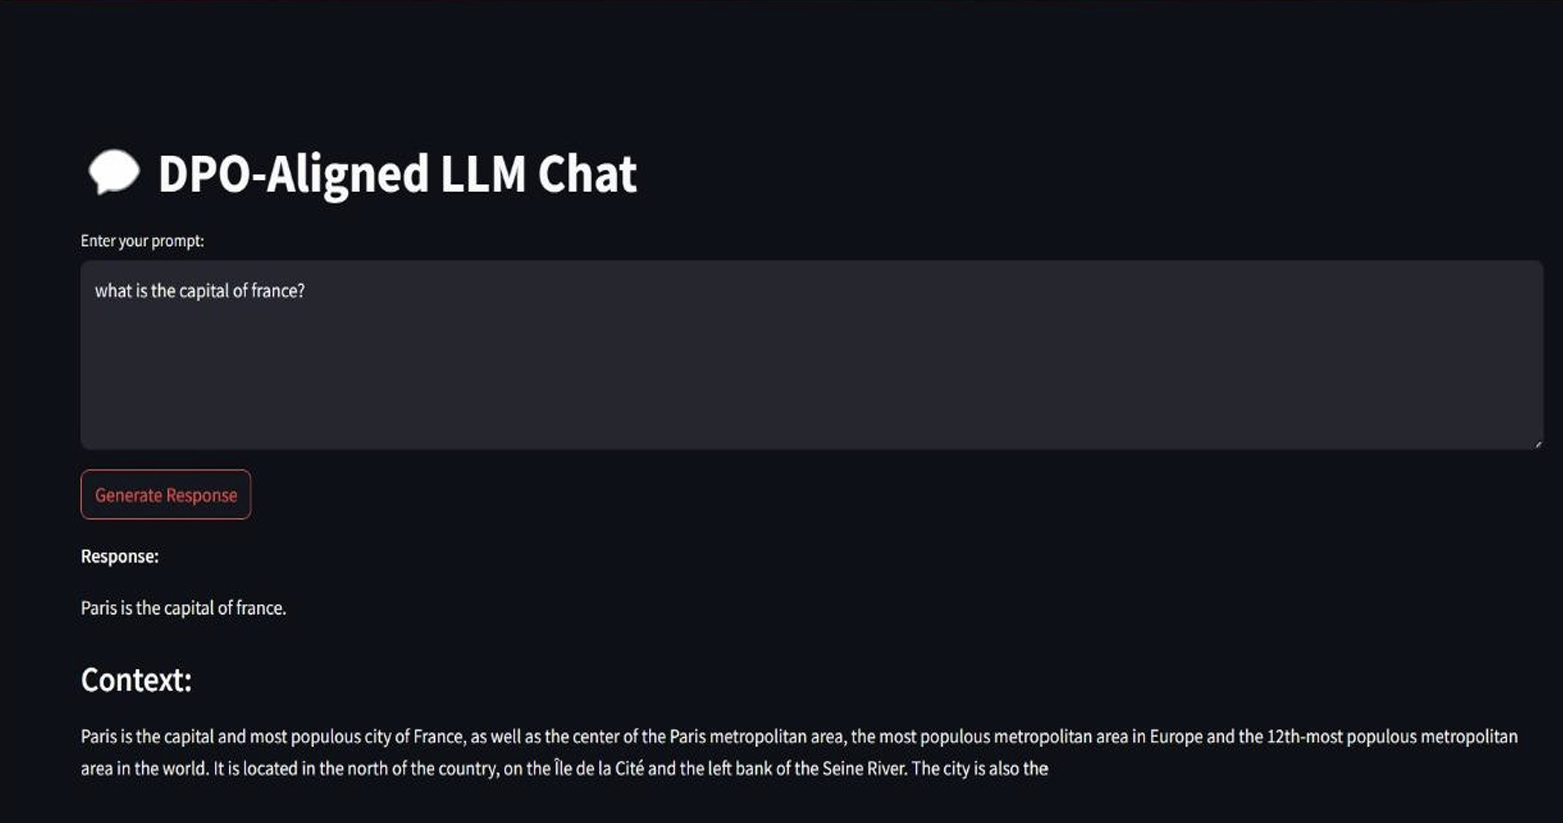 DPO-Aligned LLM Chat
Enter your prompt:
what is the capital of france?
Generate Response
Response:
Paris is the capital of france.
Context:
Paris is the capital and most populous city of France, as well as the center of the Paris metropolitan area, the most populous metropolitan area in Europe and the 12th-most populous metropolitan
area in the world. It is located in the north of the country, on the Île de la Cité and the left bank of the Seine River. The city is also the